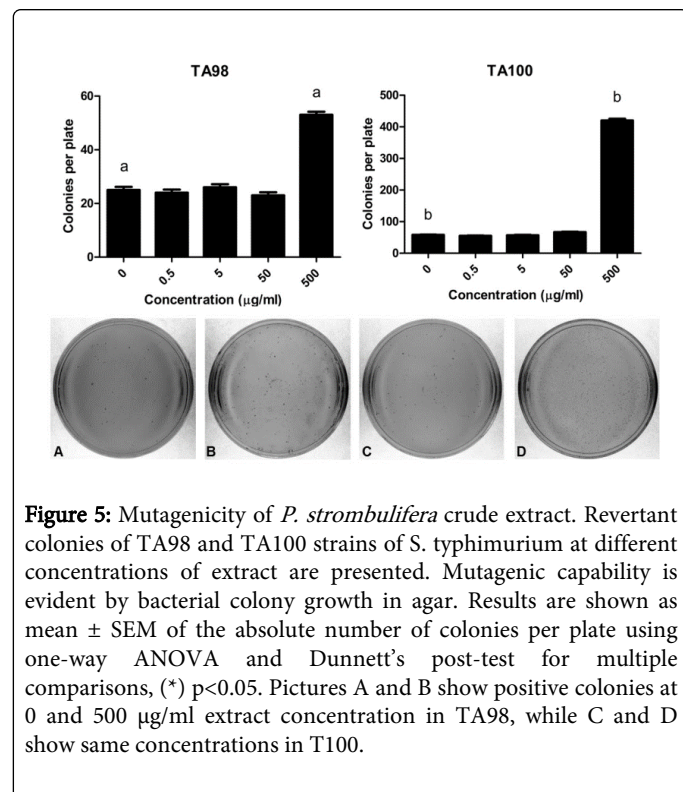 TA98
TA100
a
a
b
b
Colonies per plate
60
40
20
0
0
0.5
5
50
500
Concentration (μg/ml)
Colonies per plate
500
400
300
200
100
0
0
0.5
5
50
500
Concentration (μg/ml)
A
B
C
D
Figure 5: Mutagenicity of P. strombulifera crude extract. Revertant
colonies of TA98 and TA100 strains of S. typhimurium at different
concentrations of extract are presented. Mutagenic capability is
evident by bacterial colony growth in agar. Results are shown as
mean ± SEM of the absolute number of colonies per plate using
one-way ANOVA and Dunnett's post-test for multiple
comparisons, (*) p<0.05. Pictures A and B show positive colonies at
0 and 500 μg/ml extract concentration in TA98, while C and D
show same concentrations in T100.